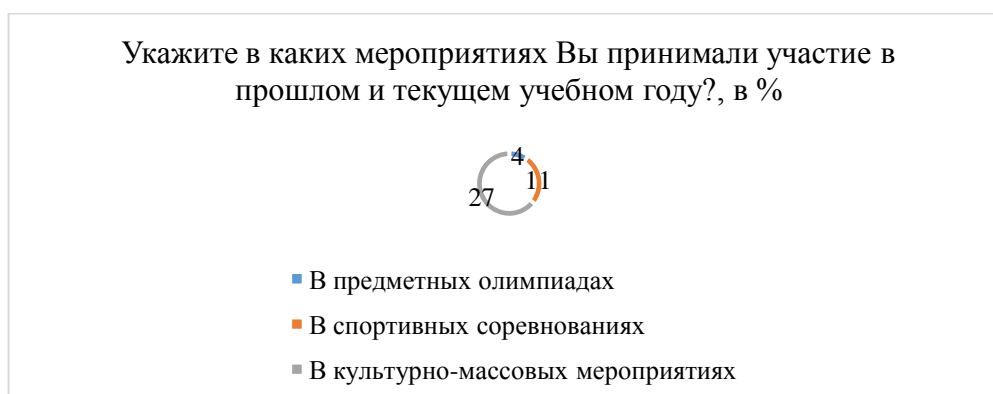 Укажите в каких мероприятиях Вы принимали участие в
прошлом и текущем учебном году?, в %
4
11
27
В предметных олимпиадах
В спортивных соревнованиях
В культурно-массовых мероприятиях